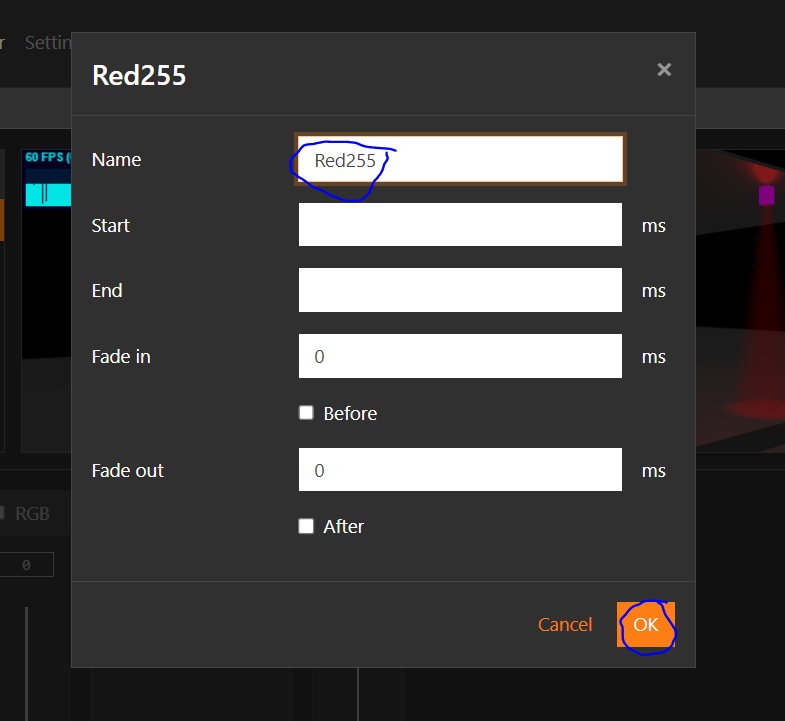 r Settin
Red255
×
60 FPS (
Name Red255
Start ms
End ms
Fade in 0 ms
Before
Fade out 0 ms
After
RGB
0
Cancel OK